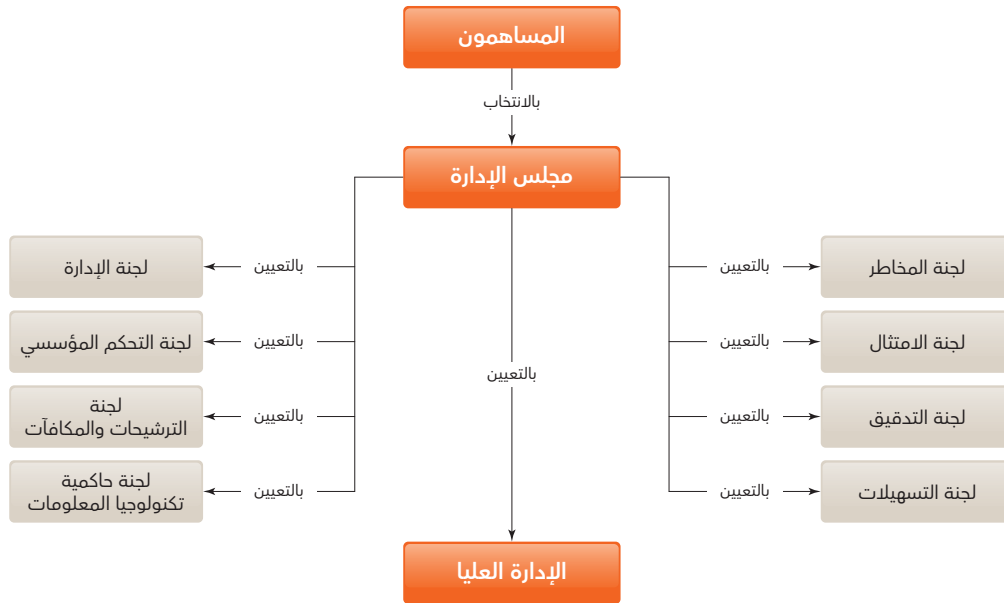 المساهمون
بالانتخاب
مجلس الإدارة
لجنة المخاطر
بالتعيين
بالتعيين
لجنة الإدارة
لجنة الامتثال
بالتعيين
بالتعيين
لجنة التحكم المؤسسي
بالتعيين
لجنة التدقيق
بالتعيين
بالتعيين
لجنة
الترشيحات والمكافآت
لجنة التسهيلات
بالتعيين
بالتعيين
لجنة حاكمية
تكنولوجيا المعلومات
الإدارة العليا